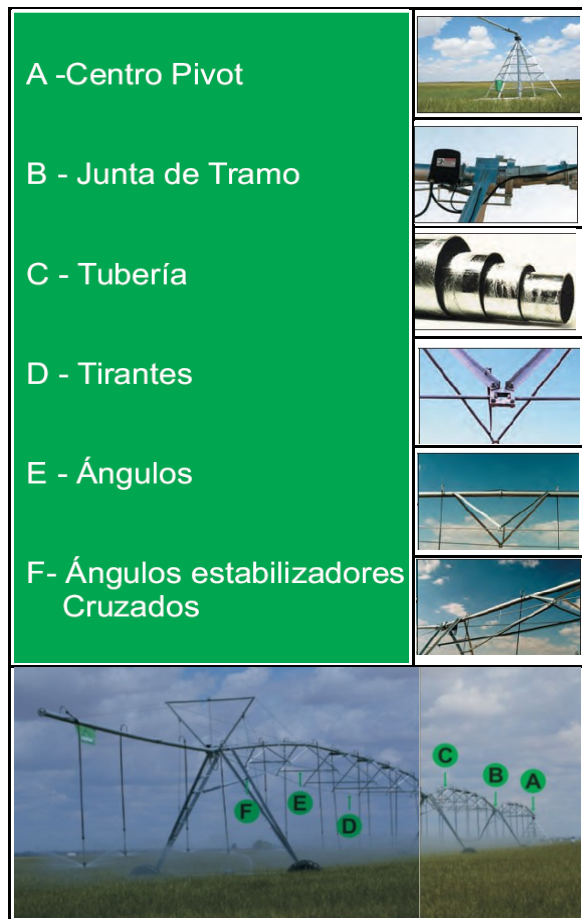 A -Centro Pivot
B - Junta de Tramo
C - Tubería
D - Tirantes
E - Ángulos
F- Ángulos estabilizadores
Cruzados
C
B
A
E
F
D